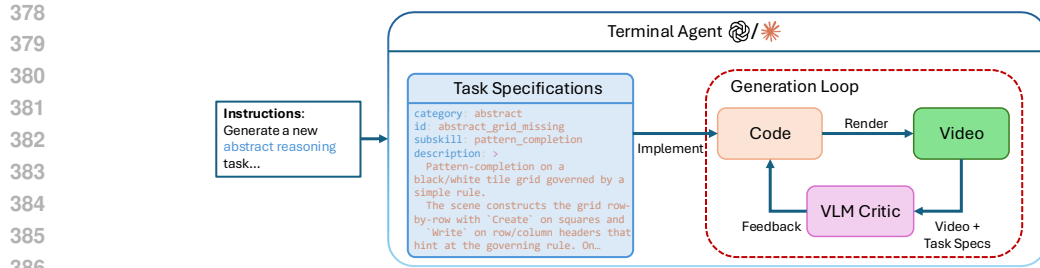 378
379
380
381
382
383
384
385
386
Terminal Agent /
Instructions:
Generate a new
abstract reasoning
task...
Task Specifications
category: abstract
id: abstract_grid_missing
subskill: pattern_completion
description: >
Pattern-completion on a
black/white tile grid governed by a
simple rule.
The scene constructs the grid row-
by-row with `Create` on squares and
`Write` on row/column headers that
hint at the governing rule. On…
Implement
Generation Loop
Code
Render
Video
VLM Critic
Feedback
Video +
Task Specs